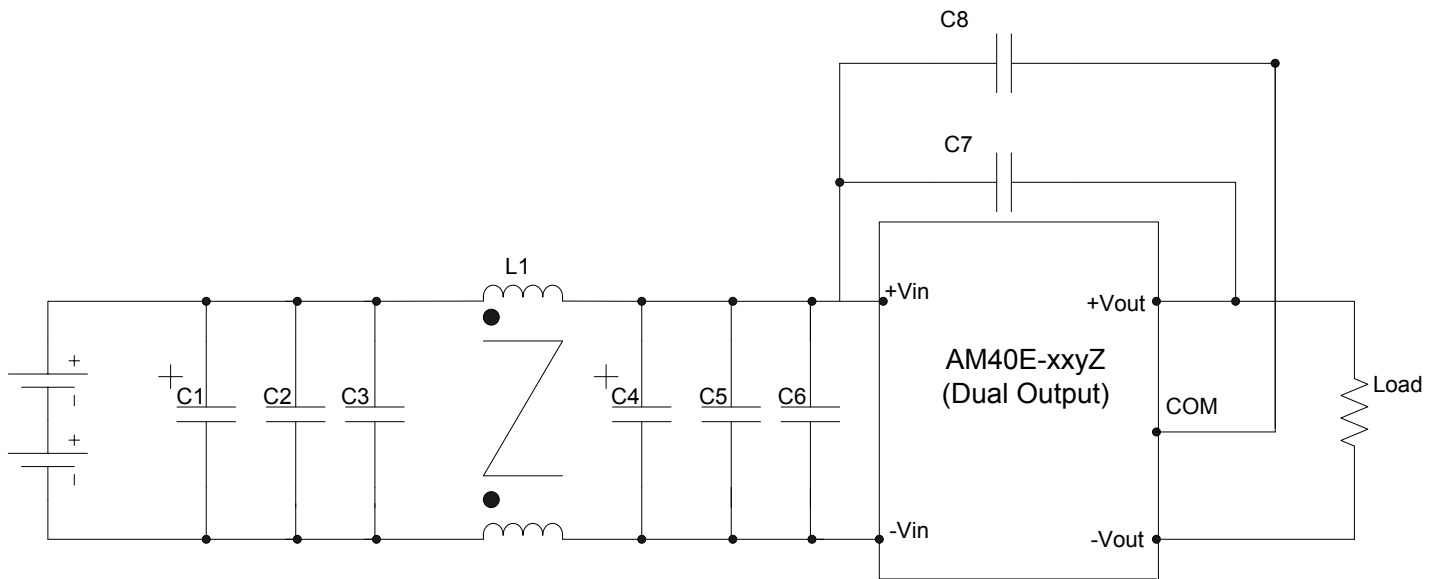 C8
C7
L1
+Vin
+Vout
AM40E-xxyZ
(Dual Output)
+
+
C1
C2
C3
+
C4
C5
C6
COM
Load
-
+
-
-Vin
-Vout